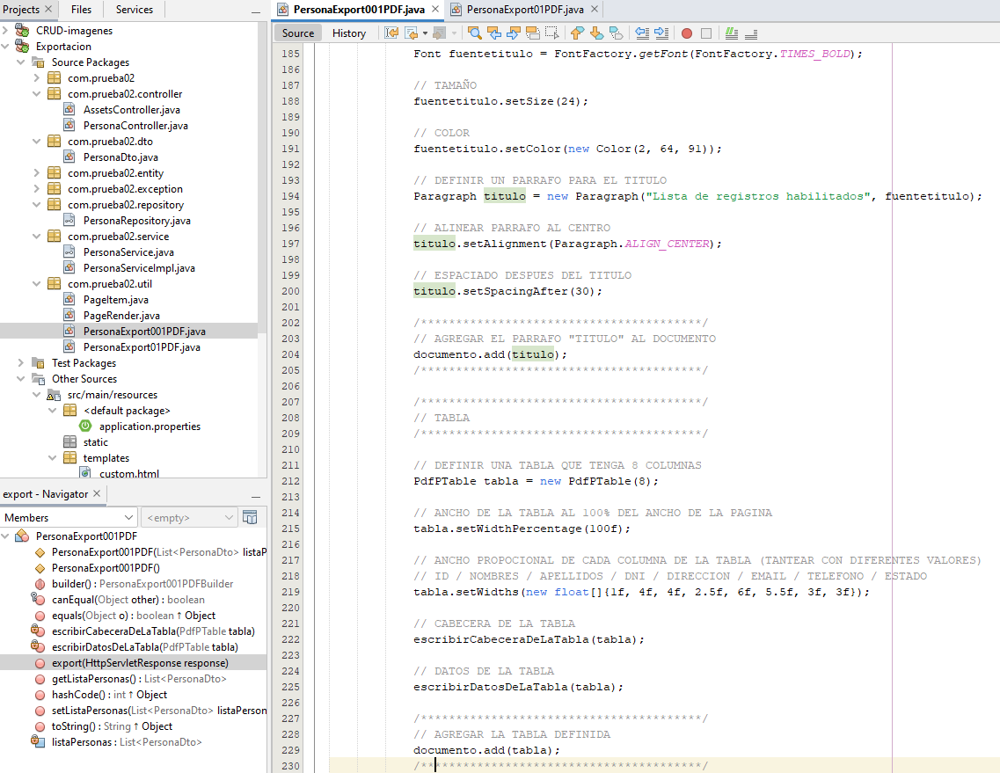 Projects
Files
Services
CRUD-imagenes
Exportacion
Source Packages
com.prueba02
com.prueba02.controller
AssetsController.java
PersonaController.java
com.prueba02.dto
PersonaDto.java
com.prueba02.entity
com.prueba02.exception
com.prueba02.repository
PersonaRepository.java
com.prueba02.service
PersonaService.java
PersonaServiceImpl.java
com.prueba02.util
PageItem.java
PageRender.java
PersonaExport001PDF.java
PersonaExport01PDF.java
Test Packages
Other Sources
src/main/resources
<default package>
application.properties
static
templates
custom.html
export - Navigator
Members
<empty>
PersonaExport001PDF
PersonaExport001PDF(List<PersonaDto> listaP
PersonaExport001PDF()
builder() : PersonaExport001PDFBuilder
canEqual(Object other) : boolean
equals(Object o) : boolean ↑ Object
escribirCabeceraDeLaTabla(PdfPTable tabla)
escribirDatosDeLaTabla(PdfPTable tabla)
export(HttpServletResponse response)
getListaPersonas() : List<PersonaDto>
hashCode() : int ↑ Object
setListaPersonas(List<PersonaDto> listaPerson
toString() : String ↑ Object
listaPersonas : List<PersonaDto>
PersonaExport001PDF.java
PersonaExport01PDF.java
Source
History
185 Font fuentetitulo = FontFactory.getFont(FontFactory.TIMES_BOLD);
186
187 // TAMAÑO
188 fuentetitulo.setSize(24);
189
190 // COLOR
191 fuentetitulo.setColor(new Color(2, 64, 91));
192
193 // DEFINIR UN PARRAFO PARA EL TITULO
194 Paragraph titulo = new Paragraph("Lista de registros habilitados", fuentetitulo);
195
196 // ALINEAR PARRAFO AL CENTRO
197 titulo.setAlignment(Paragraph.ALIGN_CENTER);
198
199 // ESPACIADO DESPUES DEL TITULO
200 titulo.setSpacingAfter(30);
201
202 /****************************************/
203 // AGREGAR EL PARRAFO "TITULO" AL DOCUMENTO
204 documento.add(titulo);
205 /****************************************/
206
207 /****************************************/
208 // TABLA
209 /****************************************/
210
211 // DEFINIR UNA TABLA QUE TENGA 8 COLUMNAS
212 PdfPTable tabla = new PdfPTable(8);
213
214 // ANCHO DE LA TABLA AL 100% DEL ANCHO DE LA PAGINA
215 tabla.setWidthPercentage(100f);
216
217 // ANCHO PROPOCIONAL DE CADA COLUMNA DE LA TABLA (TANTEAR CON DIFERENTES VALORES)
218 // ID / NOMBRES / APELLIDOS / DNI / DIRECCION / EMAIL / TELEFONO / ESTADO
219 tabla.setWidths(new float[]{1f, 4f, 4f, 2.5f, 6f, 5.5f, 3f, 3f});
220
221 // CABECERA DE LA TABLA
222 escribirCabeceraDeLaTabla(tabla);
223
224 // DATOS DE LA TABLA
225 escribirDatosDeLaTabla(tabla);
226
227 /****************************************/
228 // AGREGAR LA TABLA DEFINIDA
229 documento.add(tabla);
230 /****************************************/